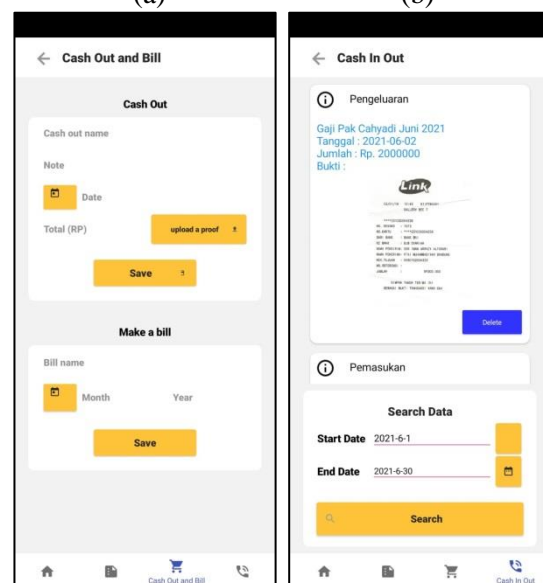 (a)
(b)
Cash Out and Bill
Cash Out
Cash out name
Note
Date
Total (RP)
upload a proof
Save
Make a bill
Bill name
Month Year
Save
Cash Out and Bill
Cash In Out
Pengeluaran
Gaji Pak Cahyadi Juni 2021
Tanggal : 2021-06-02
Jumlah : Rp. 2000000
Bukti :
Link
Delete
Pemasukan
Search Data
Start Date 2021-6-1
End Date 2021-6-30
Search
Cash In Out